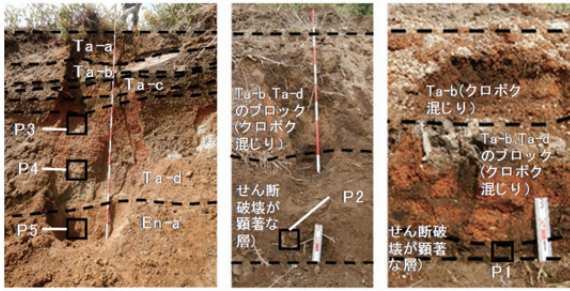 Ta-a
Ta-b
Ta-c
P3
P4
Ta-d
P5
En-a
Ta-b,Ta-d
のブロック
(クロボク
混じり)
せん断
破壊が
顕著な
層)
P2
Ta-b(クロボク
混じり)
Ta-b,Ta-d
のブロック
(クロボク
混じり)
せん断破
壊が顕著
な層)
P1